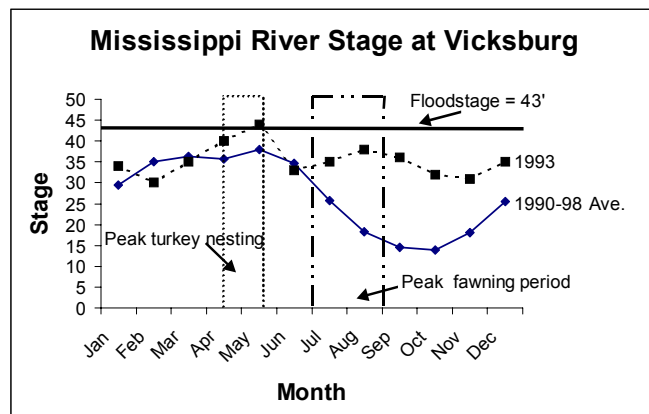 Mississippi River Stage at Vicksburg
50
45
40
35
30
25
20
15
10
5
0
Stage
Floodstage = 43'
1993
1990-98 Ave.
Peak turkey nesting
Peak fawning period
Jan
Feb
Mar
Apr
May
Jun
Jul
Aug
Sep
Oct
Nov
Dec
Month